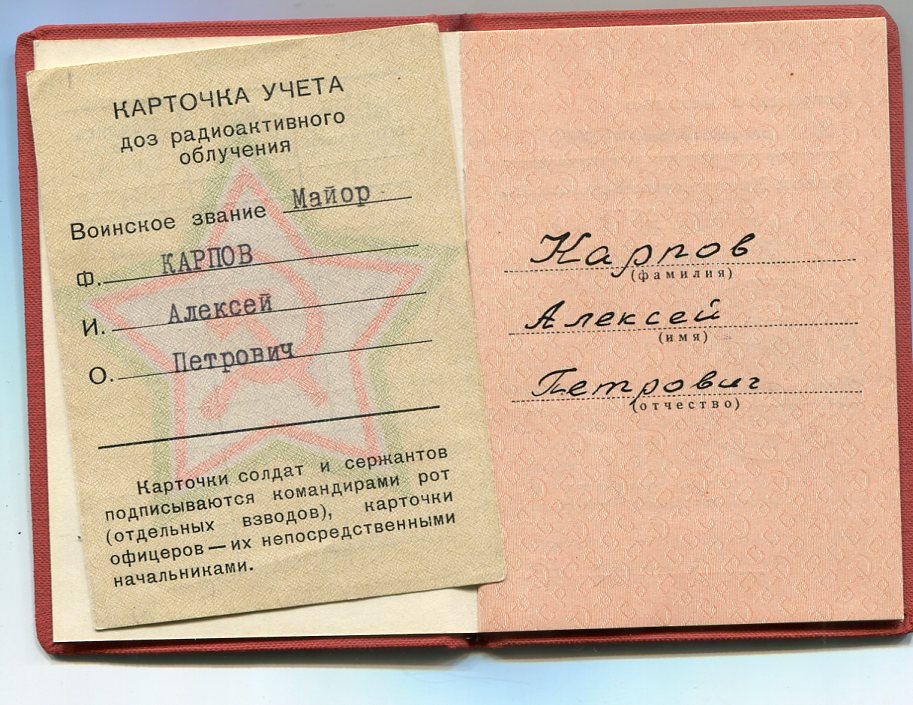 КАРТОЧКА УЧЕТА
доз радиоактивного
облучения
Воинское звание Майор
Ф. КАРПОВ
И. Алексей
О. Петрович
Карточки солдат и сержантов
подписываются командирами рот
(отдельных взводов), карточки
офицеров — их непосредственными
начальниками.
Карпов
(фамилия)
Алексей
(имя)
Петрович
(отчество)